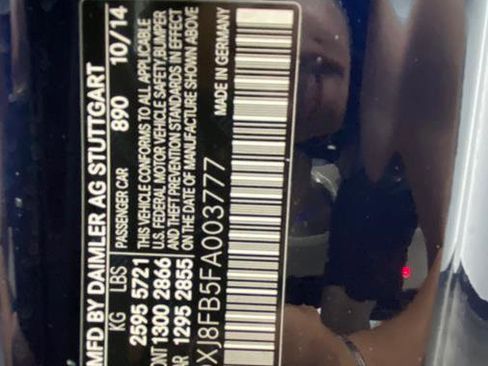 MFD BY DAIMLER AG STUTTGART 10/14
KG LBS PASSENGER CAR 890
2595 5721 THIS VEHICLE CONFORMS TO ALL APPLICABLE
1300 2866 U.S. FEDERAL MOTOR VEHICLE SAFETY, BUMPER
1295 2855 AND THEFT PREVENTION STANDARDS IN EFFECT
ON THE DATE OF MANUFACTURE SHOWN ABOVE
XJ8FB5FA003777 MADE IN GERMANY